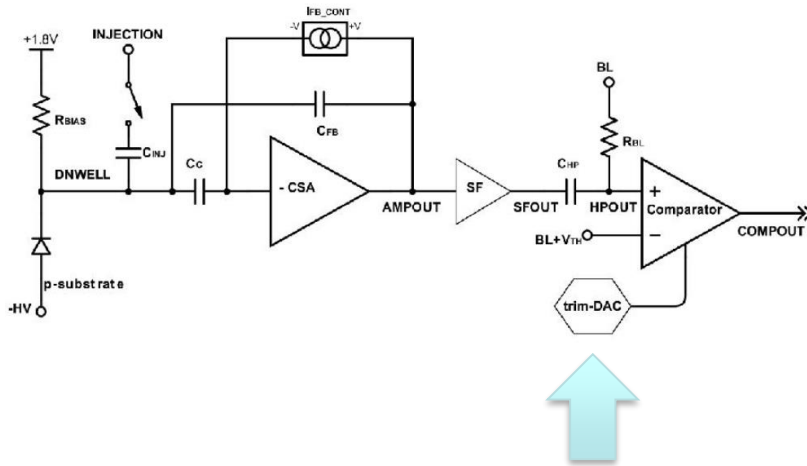 IFB_CONT
-V
+V
+1.8V
INJECTION
BL
RBIAS
CFB
RBL
CINJ
CC
CHP
DNWELL
- CSA
SF
+
Comparator
AMPOUT
SFOUT
HPOUT
COMPOUT
BL+VTH
−
p-substrate
trim-DAC
-HV